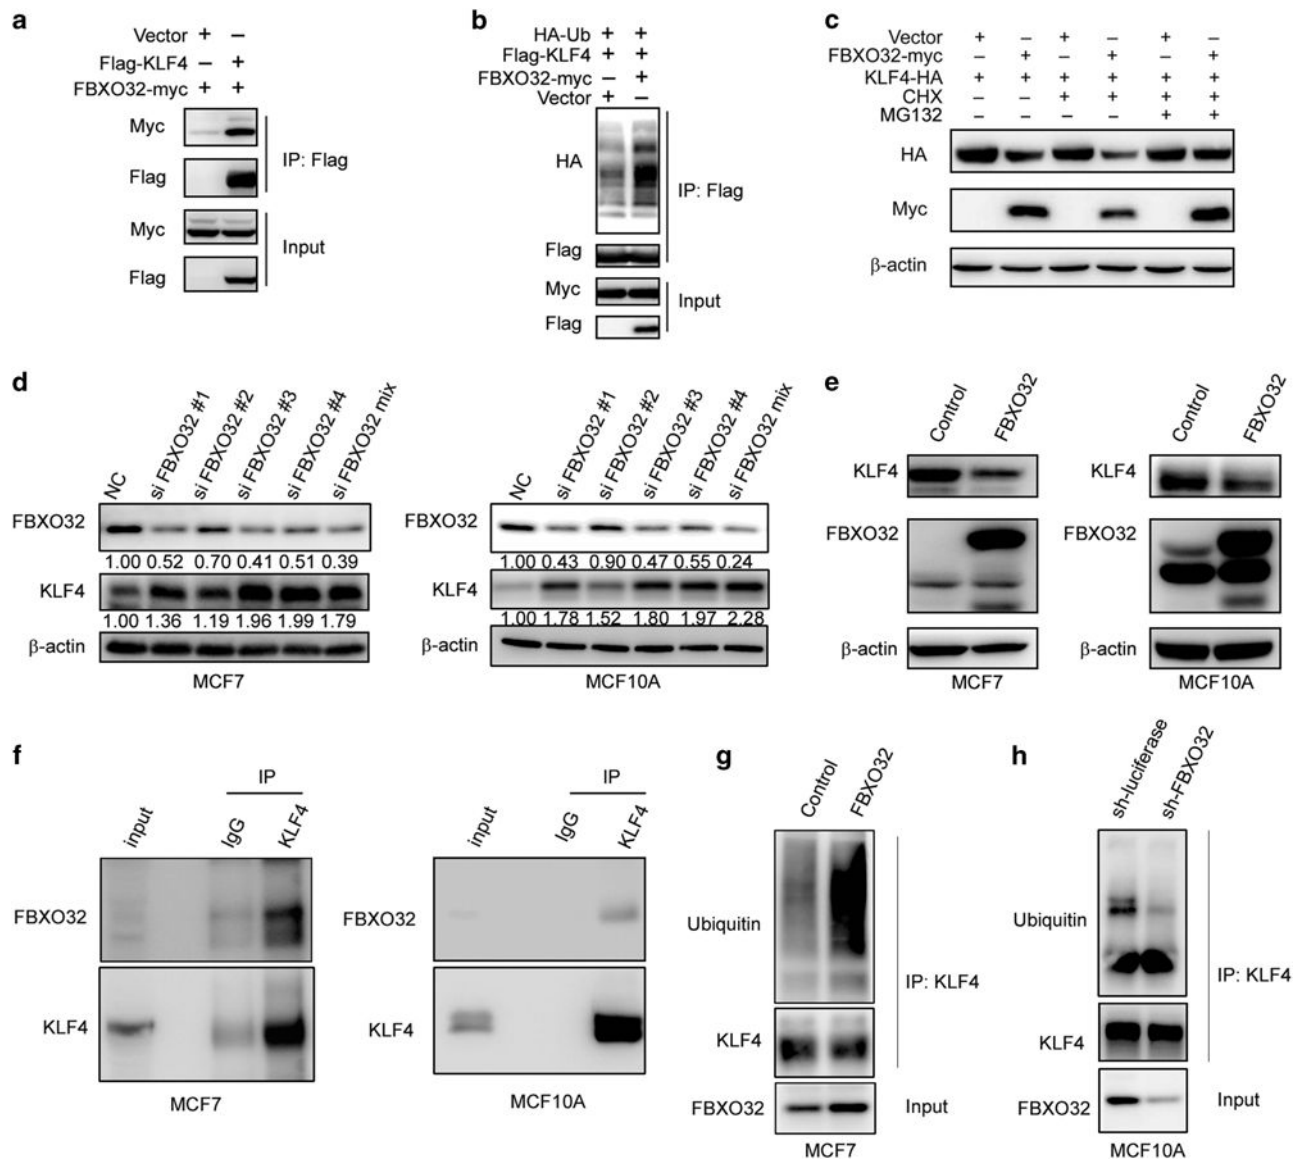 a
Vector + –
Flag-KLF4 – +
FBXO32-myc + +
Myc
Flag
IP: Flag
Myc
Flag
Input
b
HA-Ub + +
Flag-KLF4 + +
FBXO32-myc – +
Vector + –
HA
Flag
IP: Flag
Myc
Flag
Input
c
Vector + – + – + –
FBXO32-myc – + – + – +
KLF4-HA + + + + + +
CHX – – + + + +
MG132 – – – – + +
HA
Myc
β-actin
d
NC si FBXO32 #1 si FBXO32 #2 si FBXO32 #3 si FBXO32 #4 si FBXO32 mix
FBXO32
1.00 0.52 0.70 0.41 0.51 0.39
KLF4
1.00 1.36 1.19 1.96 1.99 1.79
β-actin
MCF7
NC si FBXO32 #1 si FBXO32 #2 si FBXO32 #3 si FBXO32 #4 si FBXO32 mix
FBXO32
1.00 0.43 0.90 0.47 0.55 0.24
KLF4
1.00 1.78 1.52 1.80 1.97 2.28
β-actin
MCF10A
e
Control FBXO32
KLF4
FBXO32
β-actin
MCF7
Control FBXO32
KLF4
FBXO32
β-actin
MCF10A
f
IP
input IgG KLF4
FBXO32
KLF4
MCF7
IP
input IgG KLF4
FBXO32
KLF4
MCF10A
g
Control FBXO32
Ubiquitin
KLF4
IP: KLF4
FBXO32
Input
MCF7
h
sh-luciferase sh-FBXO32
Ubiquitin
KLF4
IP: KLF4
FBXO32
Input
MCF10A